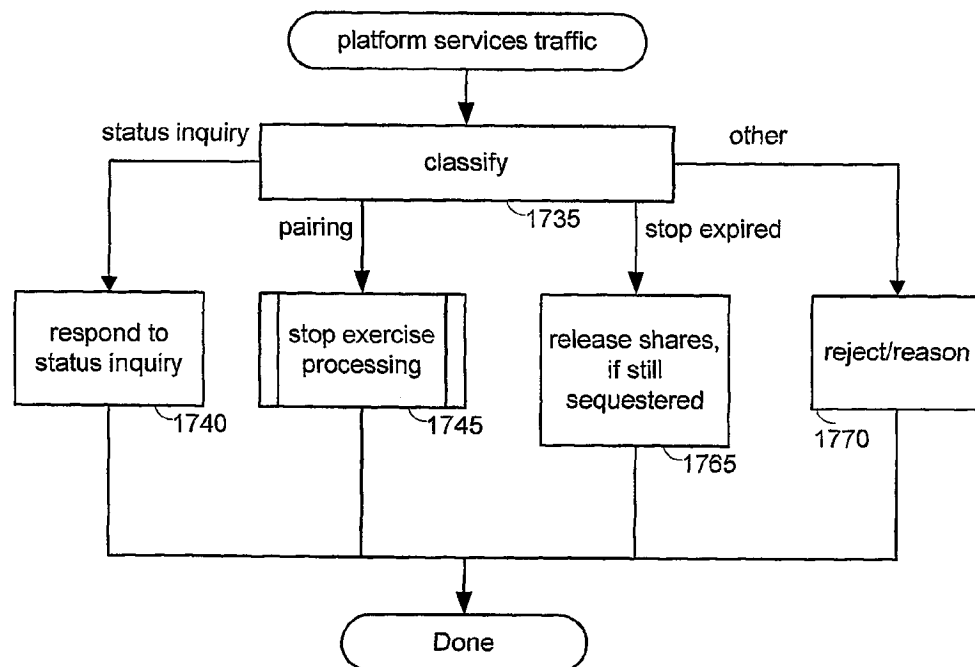 platform services traffic
status inquiry
other
classify
1735
pairing
stop expired
respond to
status inquiry
stop exercise
processing
release shares,
if still
sequestered
reject/reason
1740
1745
1765
1770
Done